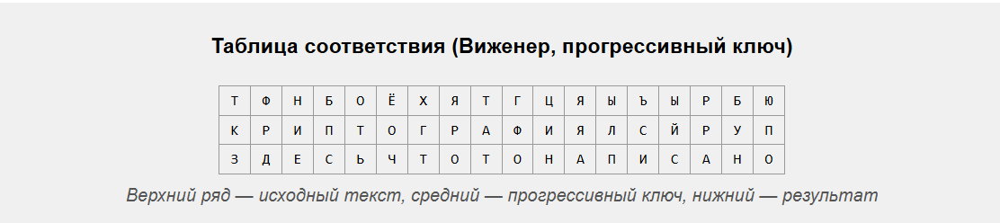 Таблица соответствия (Виженер, прогрессивный ключ)
Т Ф Н Б О Ё Х Я Т Г Ц Я Ы Ъ Ы Р Б Ю
К Р И П Т О Г Р А Ф И Я Л С Й Р У П
З Д Е С Ь Ч Т О Т О Н А П И С А Н О
Верхний ряд — исходный текст, средний — прогрессивный ключ, нижний — результат